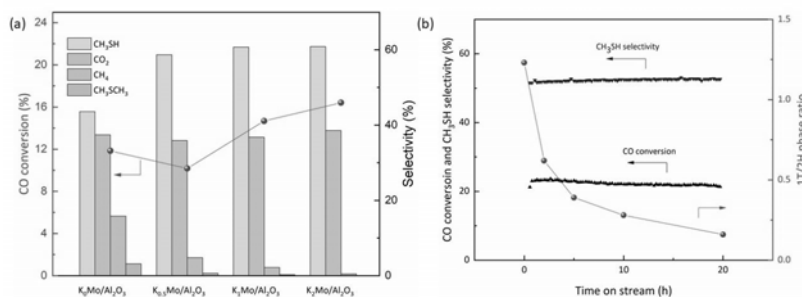 (a)
24
20
16
12
8
4
0
CO conversion (%)
CH₃SH
CO₂
CH₄
CH₃SCH₃
60
40
20
0
Selectivity (%)
K₀Mo/Al₂O₃
K₀.₅Mo/Al₂O₃
K₁Mo/Al₂O₃
K₂Mo/Al₂O₃
(b)
80
60
40
20
0
CO conversoin and CH₃SH selectivity (%)
CH₃SH selectivity
CO conversion
1.5
1.0
0.5
0.0
1T/2H phase ratio
0
5
10
15
20
Time on stream (h)